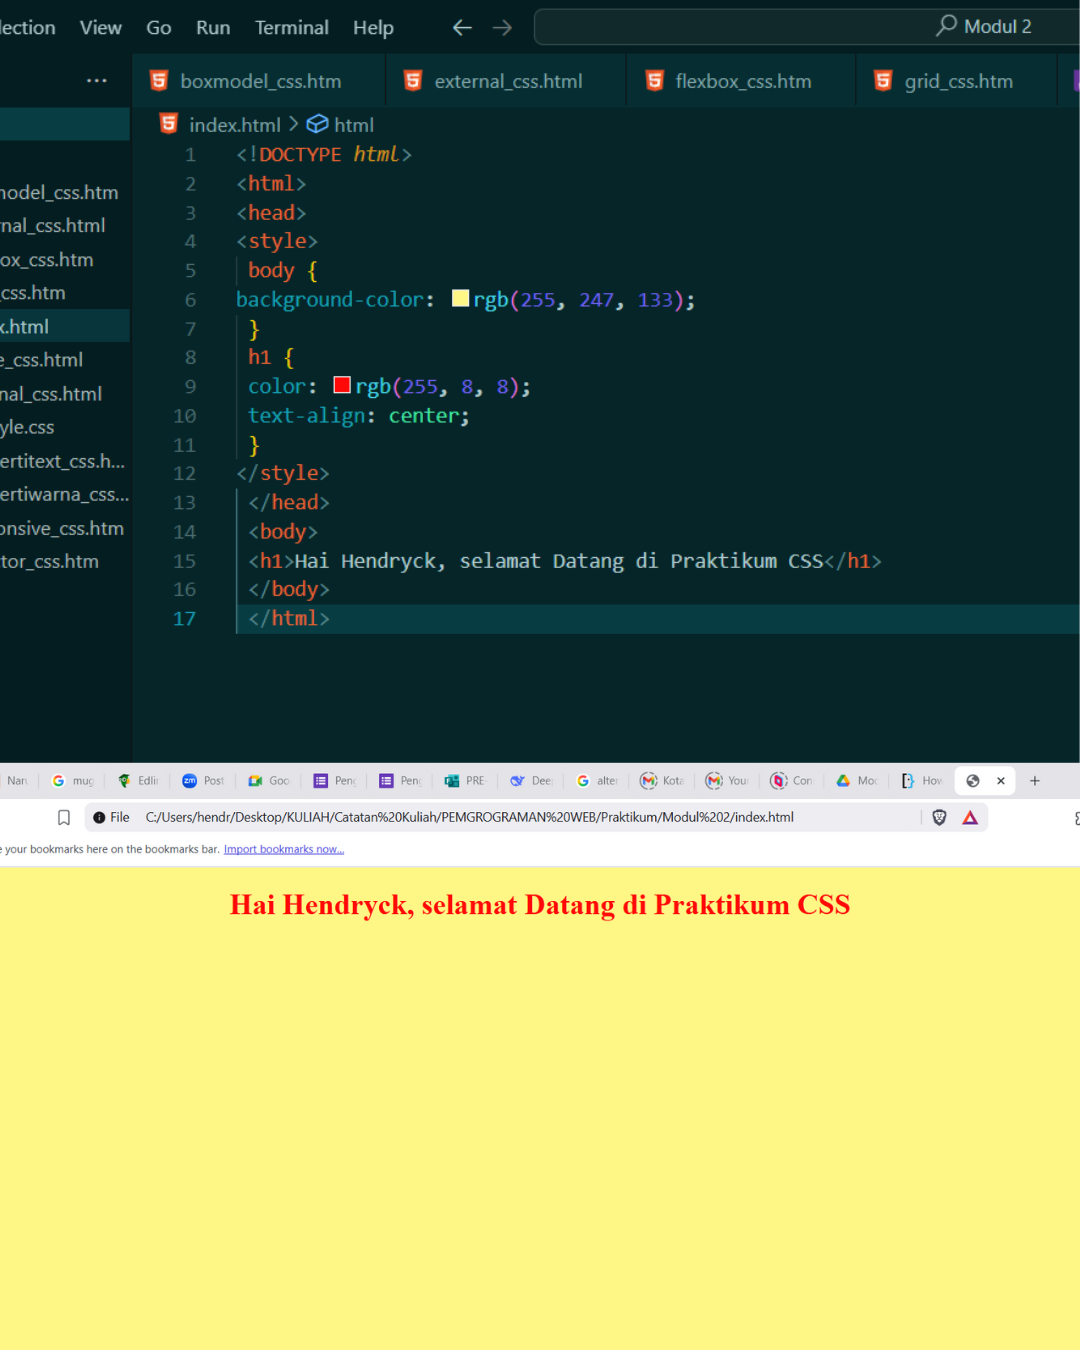 lection View Go Run Terminal Help ← → Modul 2
··· boxmodel_css.htm external_css.html flexbox_css.htm grid_css.htm
index.html > html
1 <!DOCTYPE html>
2 <html>
3 <head>
4 <style>
5 body {
6 background-color: rgb(255, 247, 133);
7 }
8 h1 {
9 color: rgb(255, 8, 8);
10 text-align: center;
11 }
12 </style>
13 </head>
14 <body>
15 <h1>Hai Hendryck, selamat Datang di Praktikum CSS</h1>
16 </body>
17 </html>
nodel_css.htm
rnal_css.html
ox_css.htm
css.htm
x.html
e_css.html
nal_css.html
yle.css
ertitext_css.h...
ertiwarna_css...
onsive_css.htm
tor_css.htm
Naru mug Edlin Post Goo Peng Peng PRE Dee alter Kota You Con Moc How × +
File C:/Users/hendr/Desktop/KULIAH/Catatan%20Kuliah/PEMGROGRAMAN%20WEB/Praktikum/Modul%202/index.html
e your bookmarks here on the bookmarks bar. Import bookmarks now...
Hai Hendryck, selamat Datang di Praktikum CSS